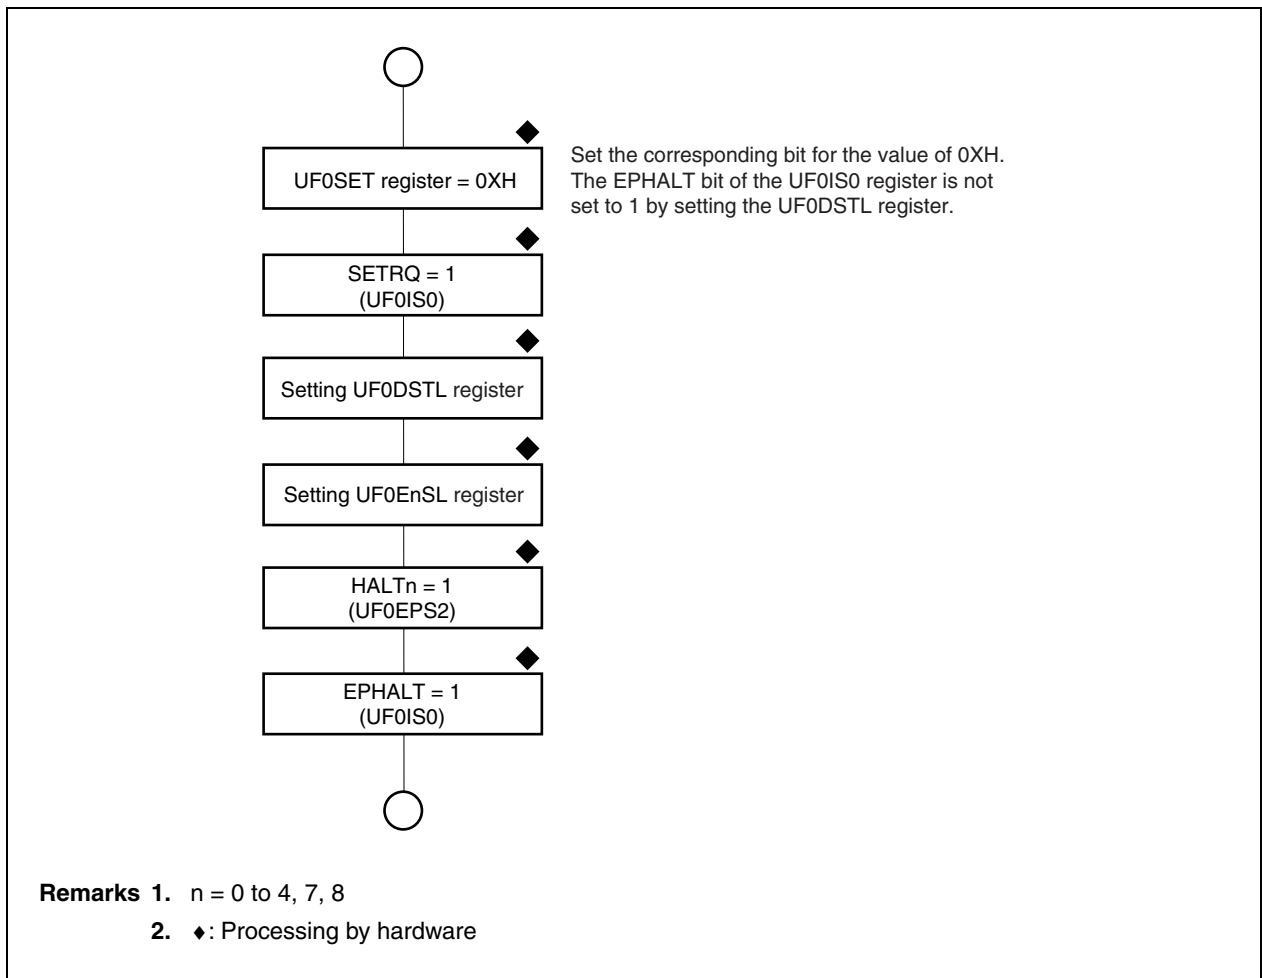 UF0SET register = 0XH
Set the corresponding bit for the value of 0XH.
The EPHALT bit of the UF0IS0 register is not
set to 1 by setting the UF0DSTL register.
SETRQ = 1
(UF0IS0)
Setting UF0DSTL register
Setting UF0EnSL register
HALTn = 1
(UF0EPS2)
EPHALT = 1
(UF0IS0)
Remarks 1. n = 0 to 4, 7, 8
2. ♦: Processing by hardware